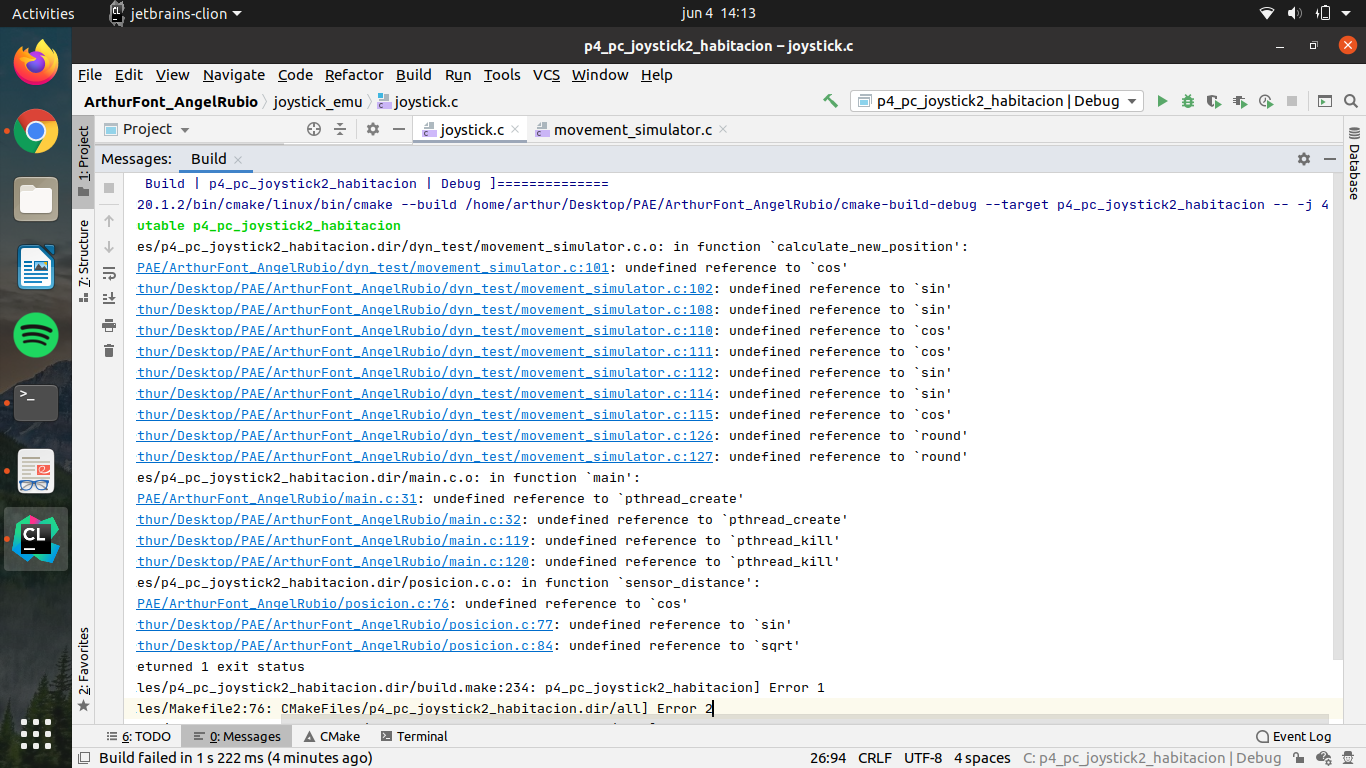 Activities jetbrains-clion jun 4 14:13
p4_pc_joystick2_habitacion – joystick.c
File Edit View Navigate Code Refactor Build Run Tools VCS Window Help
ArthurFont_AngelRubio joystick_emu joystick.c p4_pc_joystick2_habitacion | Debug
1: Project
Project joystick.c movement_simulator.c
Database
Messages: Build
Build | p4_pc_joystick2_habitacion | Debug ]==============
20.1.2/bin/cmake/linux/bin/cmake --build /home/arthur/Desktop/PAE/ArthurFont_AngelRubio/cmake-build-debug --target p4_pc_joystick2_habitacion -- -j 4
utable p4_pc_joystick2_habitacion
7: Structure
es/p4_pc_joystick2_habitacion.dir/dyn_test/movement_simulator.c.o: in function `calculate_new_position':
PAE/ArthurFont_AngelRubio/dyn_test/movement_simulator.c:101: undefined reference to `cos'
thur/Desktop/PAE/ArthurFont_AngelRubio/dyn_test/movement_simulator.c:102: undefined reference to `sin'
thur/Desktop/PAE/ArthurFont_AngelRubio/dyn_test/movement_simulator.c:108: undefined reference to `sin'
thur/Desktop/PAE/ArthurFont_AngelRubio/dyn_test/movement_simulator.c:110: undefined reference to `cos'
thur/Desktop/PAE/ArthurFont_AngelRubio/dyn_test/movement_simulator.c:111: undefined reference to `cos'
thur/Desktop/PAE/ArthurFont_AngelRubio/dyn_test/movement_simulator.c:112: undefined reference to `sin'
thur/Desktop/PAE/ArthurFont_AngelRubio/dyn_test/movement_simulator.c:114: undefined reference to `sin'
thur/Desktop/PAE/ArthurFont_AngelRubio/dyn_test/movement_simulator.c:115: undefined reference to `cos'
thur/Desktop/PAE/ArthurFont_AngelRubio/dyn_test/movement_simulator.c:126: undefined reference to `round'
thur/Desktop/PAE/ArthurFont_AngelRubio/dyn_test/movement_simulator.c:127: undefined reference to `round'
es/p4_pc_joystick2_habitacion.dir/main.c.o: in function `main':
PAE/ArthurFont_AngelRubio/main.c:31: undefined reference to `pthread_create'
thur/Desktop/PAE/ArthurFont_AngelRubio/main.c:32: undefined reference to `pthread_create'
thur/Desktop/PAE/ArthurFont_AngelRubio/main.c:119: undefined reference to `pthread_kill'
thur/Desktop/PAE/ArthurFont_AngelRubio/main.c:120: undefined reference to `pthread_kill'
es/p4_pc_joystick2_habitacion.dir/posicion.c.o: in function `sensor_distance':
PAE/ArthurFont_AngelRubio/posicion.c:76: undefined reference to `cos'
thur/Desktop/PAE/ArthurFont_AngelRubio/posicion.c:77: undefined reference to `sin'
thur/Desktop/PAE/ArthurFont_AngelRubio/posicion.c:84: undefined reference to `sqrt'
2: Favorites
eturned 1 exit status
les/p4_pc_joystick2_habitacion.dir/build.make:234: p4_pc_joystick2_habitacion] Error 1
les/Makefile2:76: CMakeFiles/p4_pc_joystick2_habitacion.dir/all] Error 2
6: TODO 0: Messages CMake Terminal Event Log
Build failed in 1 s 222 ms (4 minutes ago) 26:94 CRLF UTF-8 4 spaces C: p4_pc_joystick2_habitacion | Debug